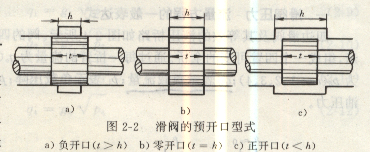 h
h
h
t
t
t
a)
b)
c)
图 2-2 滑阀的预开口型式
a) 负开口(t>h) b) 零开口(t=h) c) 正开口(t<h)